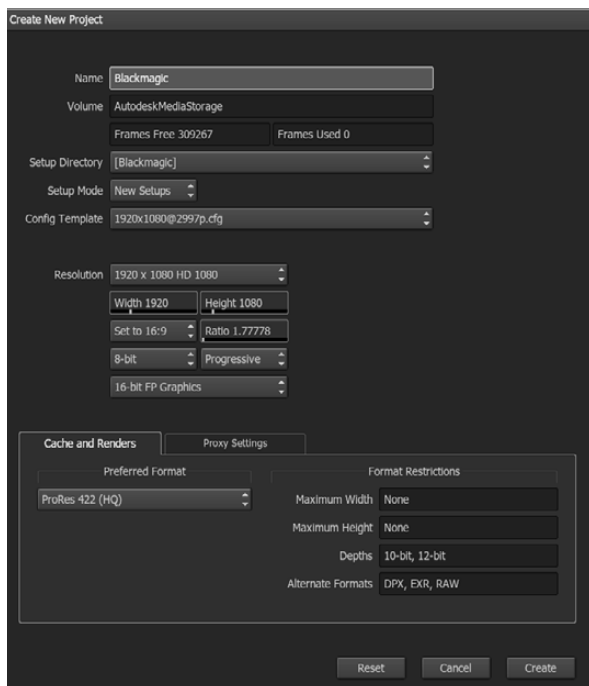 Create New Project
Name Blackmagic
Volume AutodeskMediaStorage
Frames Free 309267 Frames Used 0
Setup Directory [Blackmagic]
Setup Mode New Setups
Config Template 1920x1080@2997p.cfg
Resolution 1920 x 1080 HD 1080
Width 1920 Height 1080
Set to 16:9 Ratio 1.77778
8-bit Progressive
16-bit FP Graphics
Cache and Renders Proxy Settings
Preferred Format Format Restrictions
ProRes 422 (HQ) Maximum Width None
Maximum Height None
Depths 10-bit, 12-bit
Alternate Formats DPX, EXR, RAW
Reset Cancel Create